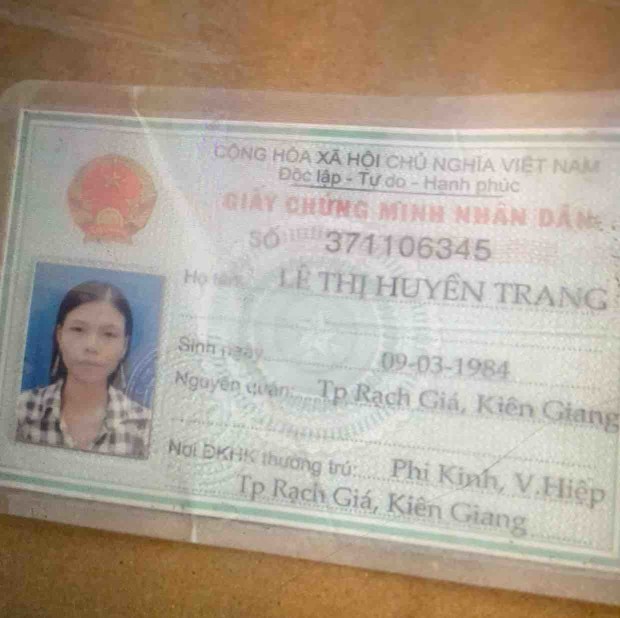 CỘNG HÒA XÃ HỘI CHỦ NGHĨA VIỆT NAM
Độc lập - Tự do - Hạnh phúc
GIẤY CHỨNG MINH NHÂN DÂN
SỐ 371106345
Họ tên: LÊ THỊ HUYỀN TRANG
Sinh ngày 09-03-1984
Nguyên quán: Tp Rạch Giá, Kiên Giang
Nơi ĐKHK thường trú: Phi Kinh, V.Hiệp
Tp Rạch Giá, Kiên Giang